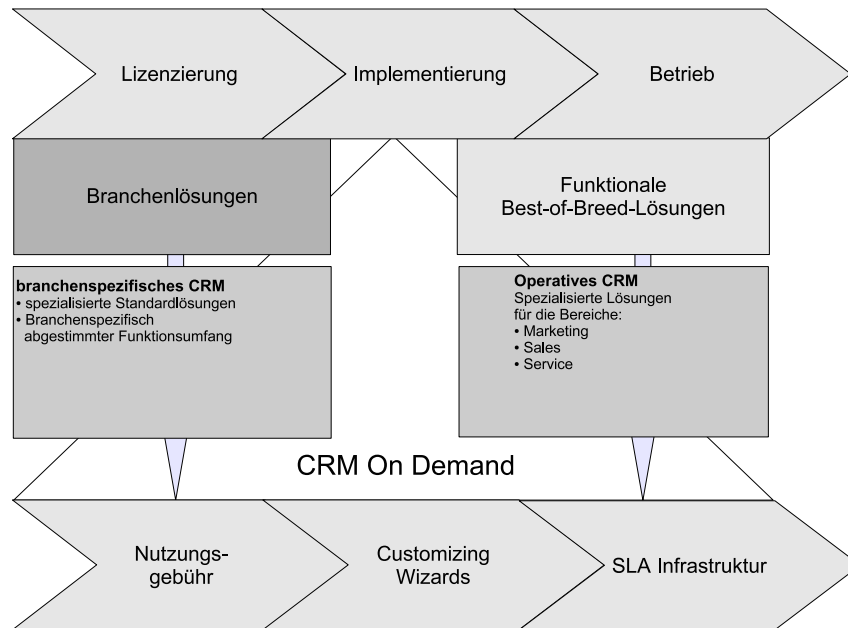 Lizenzierung
Implementierung
Betrieb
Branchenlösungen
Funktionale
Best-of-Breed-Lösungen
branchenspezifisches CRM
• spezialisierte Standardlösungen
• Branchenspezifisch
abgestimmter Funktionsumfang
Operatives CRM
Spezialisierte Lösungen
für die Bereiche:
• Marketing
• Sales
• Service
CRM On Demand
Nutzungs-
gebühr
Customizing
Wizards
SLA Infrastruktur